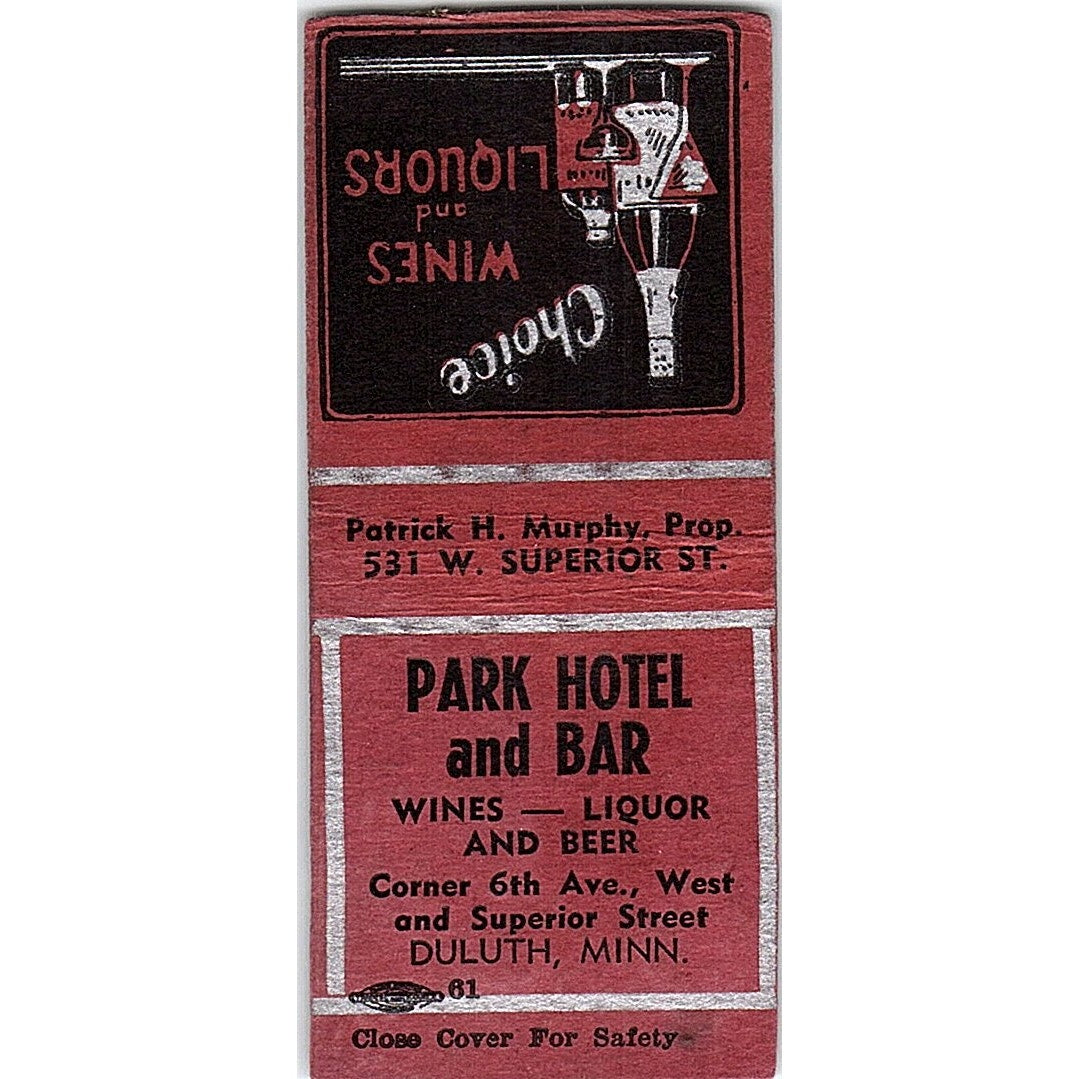 Choice
WINES
and
LIQUORS
Patrick H. Murphy, Prop.
531 W. SUPERIOR ST.
PARK HOTEL
and BAR
WINES — LIQUOR
AND BEER
Corner 6th Ave., West
and Superior Street
DULUTH, MINN.
61
Close Cover For Safety